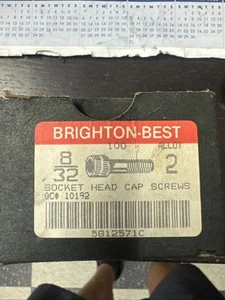 BRIGHTON-BEST
100 ALLOY
8
32
2
SOCKET HEAD CAP SCREWS
QC# 10192
5812571C